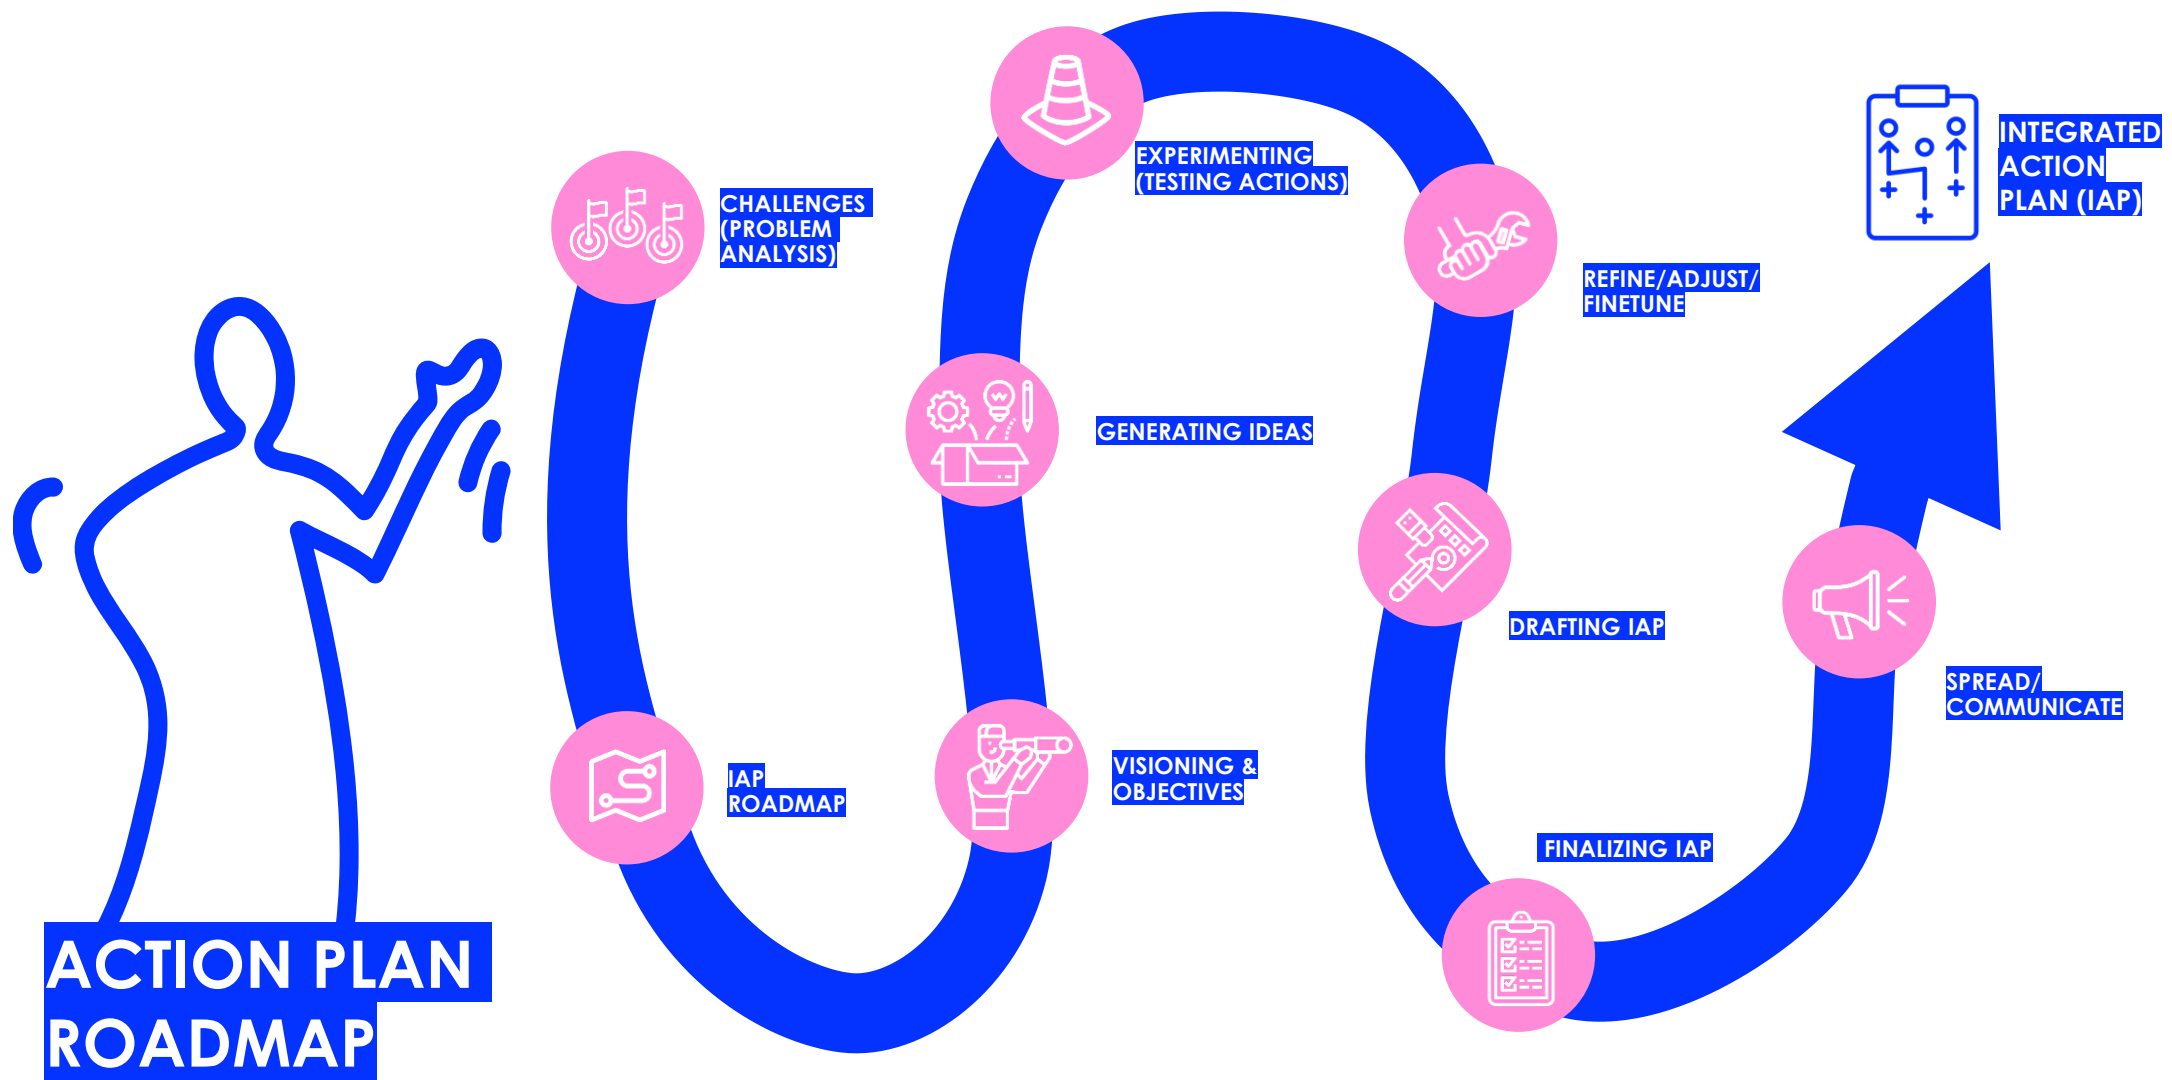 CHALLENGES
(PROBLEM
ANALYSIS)
IAP
ROADMAP
VISIONING &
OBJECTIVES
GENERATING IDEAS
EXPERIMENTING
(TESTING ACTIONS)
REFINE/ADJUST/
FINETUNE
DRAFTING IAP
FINALIZING IAP
SPREAD/
COMMUNICATE
INTEGRATED
ACTION
PLAN (IAP)
ACTION PLAN
ROADMAP